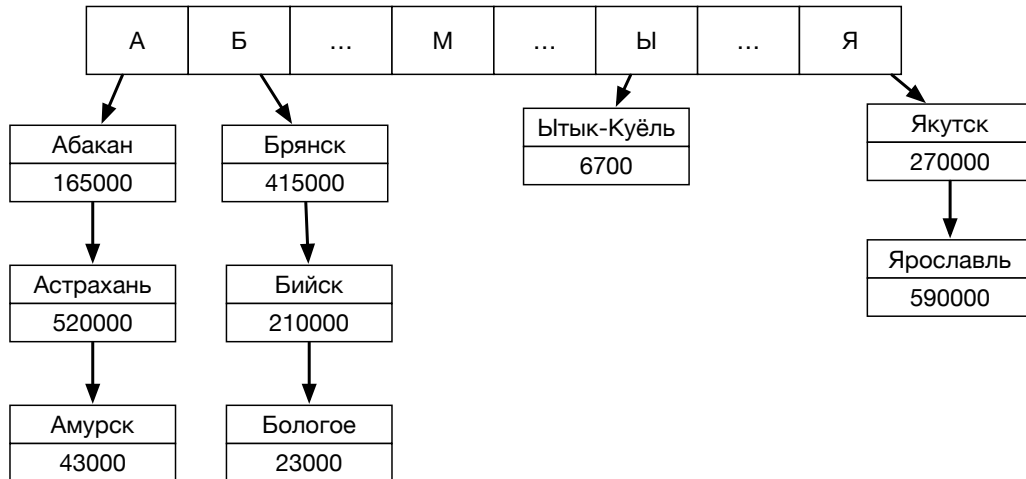 А Б ... М ... Ы ... Я
Абакан
165000
Астрахань
520000
Амурск
43000
Брянск
415000
Бийск
210000
Бологое
23000
Ытык-Куёль
6700
Якутск
270000
Ярославль
590000